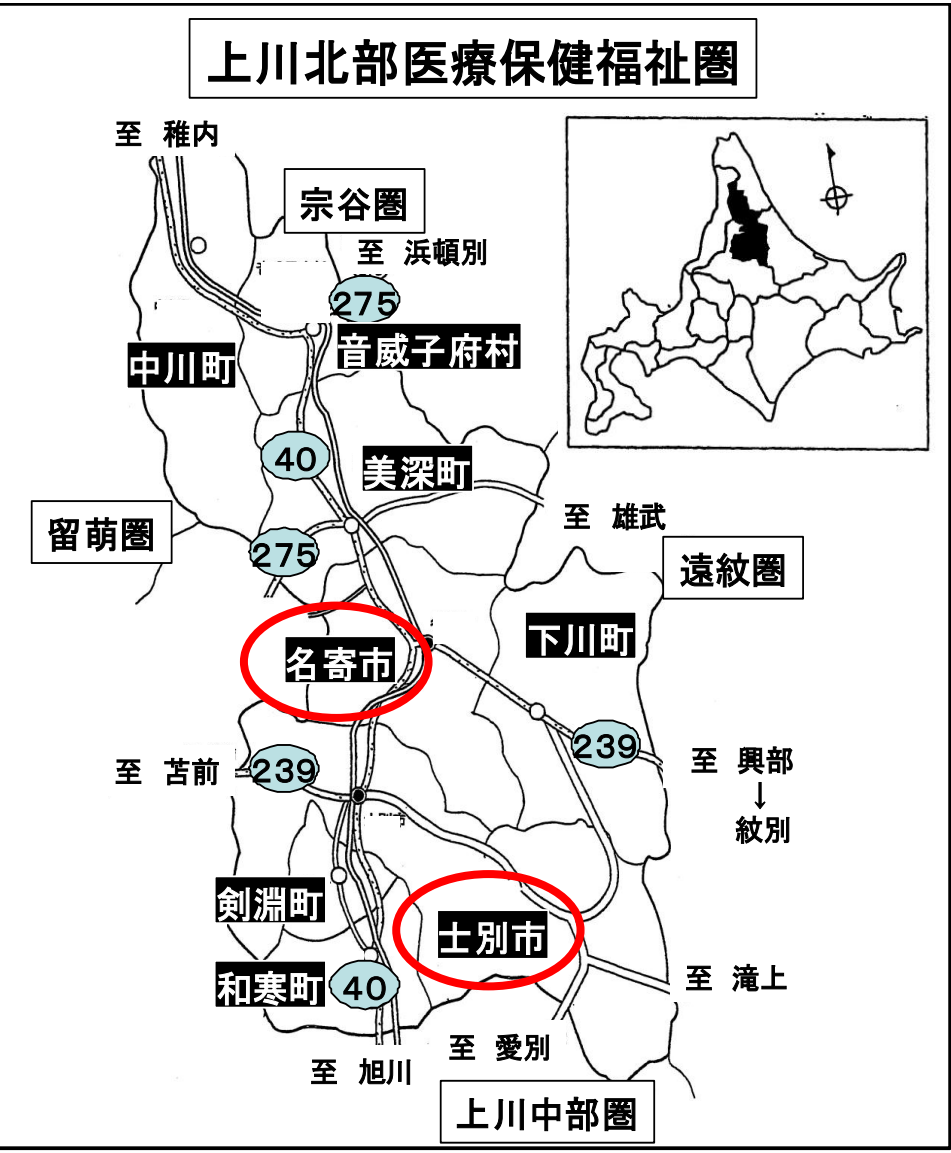 上川北部医療保健福祉圏
至 稚内
宗谷圏
至 浜頓別
275
音威子府村
中川町
40
美深町
留萌圏
275
至 雄武
遠紋圏
名寄市
下川町
至 苫前
239
239
至 興部
↓
紋別
剣淵町
士別市
和寒町
40
至 滝上
至 旭川
至 愛別
上川中部圏